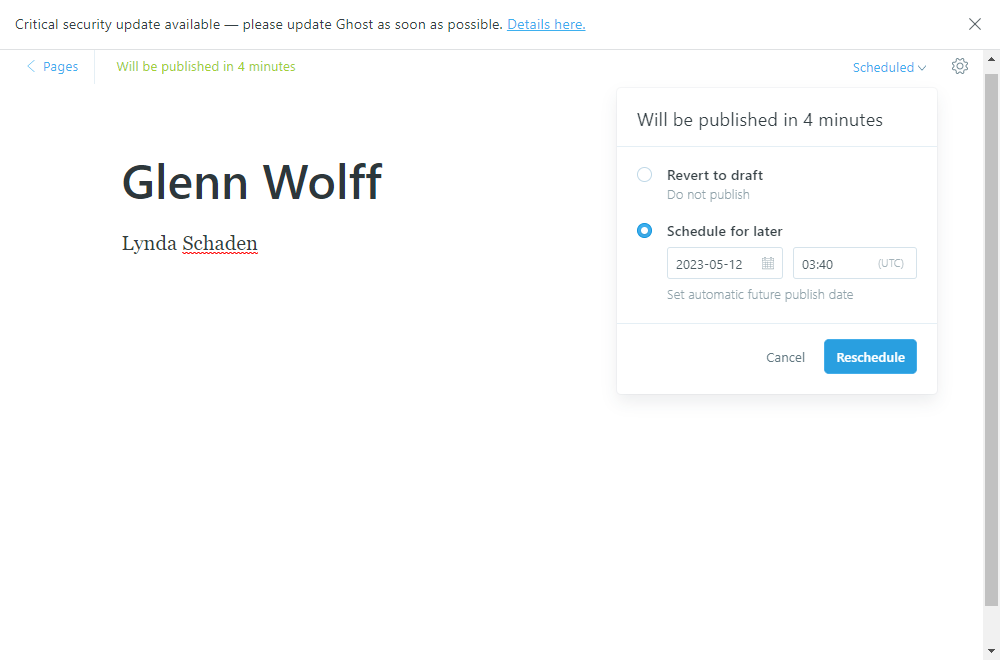 Critical security update available — please update Ghost as soon as possible. Details here.
Pages
Will be published in 4 minutes
Scheduled
Will be published in 4 minutes
Glenn Wolff
Lynda Schaden
Revert to draft
Do not publish
Schedule for later
2023-05-12
03:40 (UTC)
Set automatic future publish date
Cancel
Reschedule